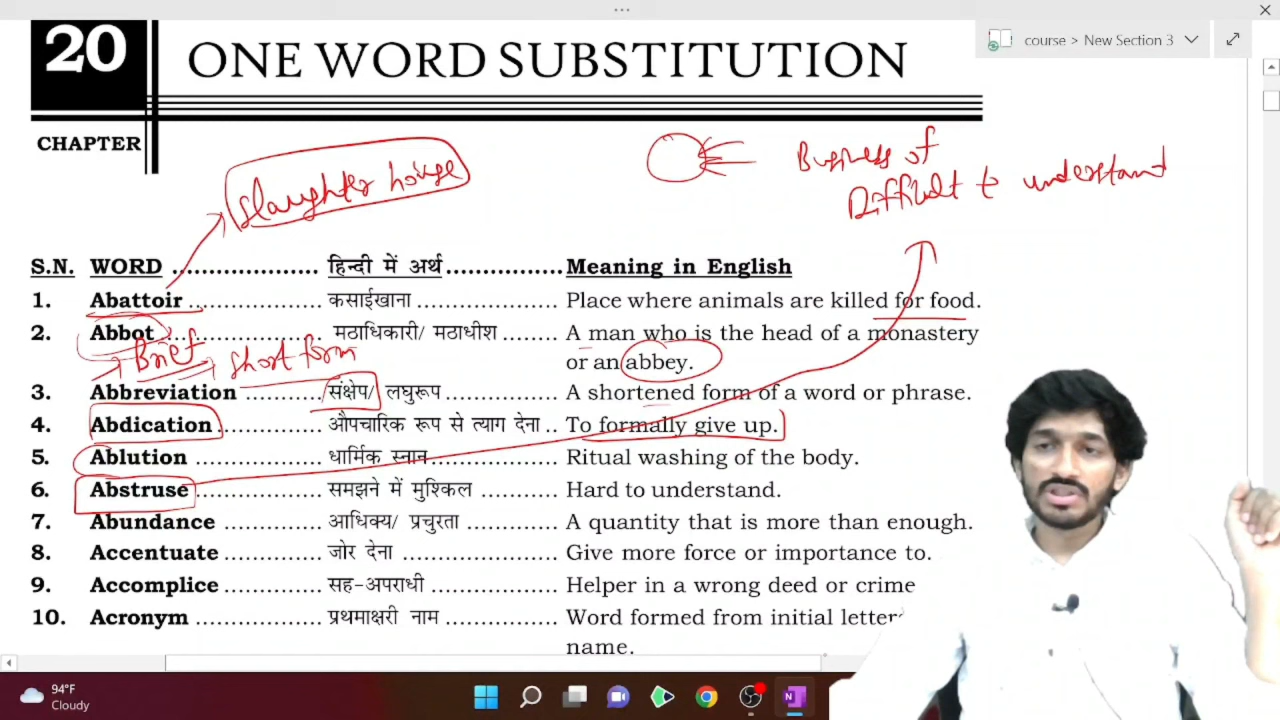 course > New Section 3
20
ONE WORD SUBSTITUTION
CHAPTER
slaughter house
Business of
Difficult to understand
S.N. WORD .................... हिन्दी में अर्थ ................ Meaning in English
1. Abattoir .................. कसाईखाना .................... Place where animals are killed for food.
2. Abbot ...................... मठाधिकारी/ मठाधीश ......... A man who is the head of a monastery
or an abbey.
Brief short form
3. Abbreviation ........... संक्षेप/ लघुरूप .................... A shortened form of a word or phrase.
4. Abdication .............. औपचारिक रूप से त्याग देना .. To formally give up.
5. Ablution .................. धार्मिक स्नान .................... Ritual washing of the body.
6. Abstruse ................. समझने में मुश्किल ........... Hard to understand.
7. Abundance .............. आधिक्य/ प्रचुरता ............. A quantity that is more than enough.
8. Accentuate .............. जोर देना ........................ Give more force or importance to.
9. Accomplice .............. सह-अपराधी .................. Helper in a wrong deed or crime
10. Acronym .................. प्रथमाक्षरी नाम ................ Word formed from initial letter
name.
94°F
Cloudy